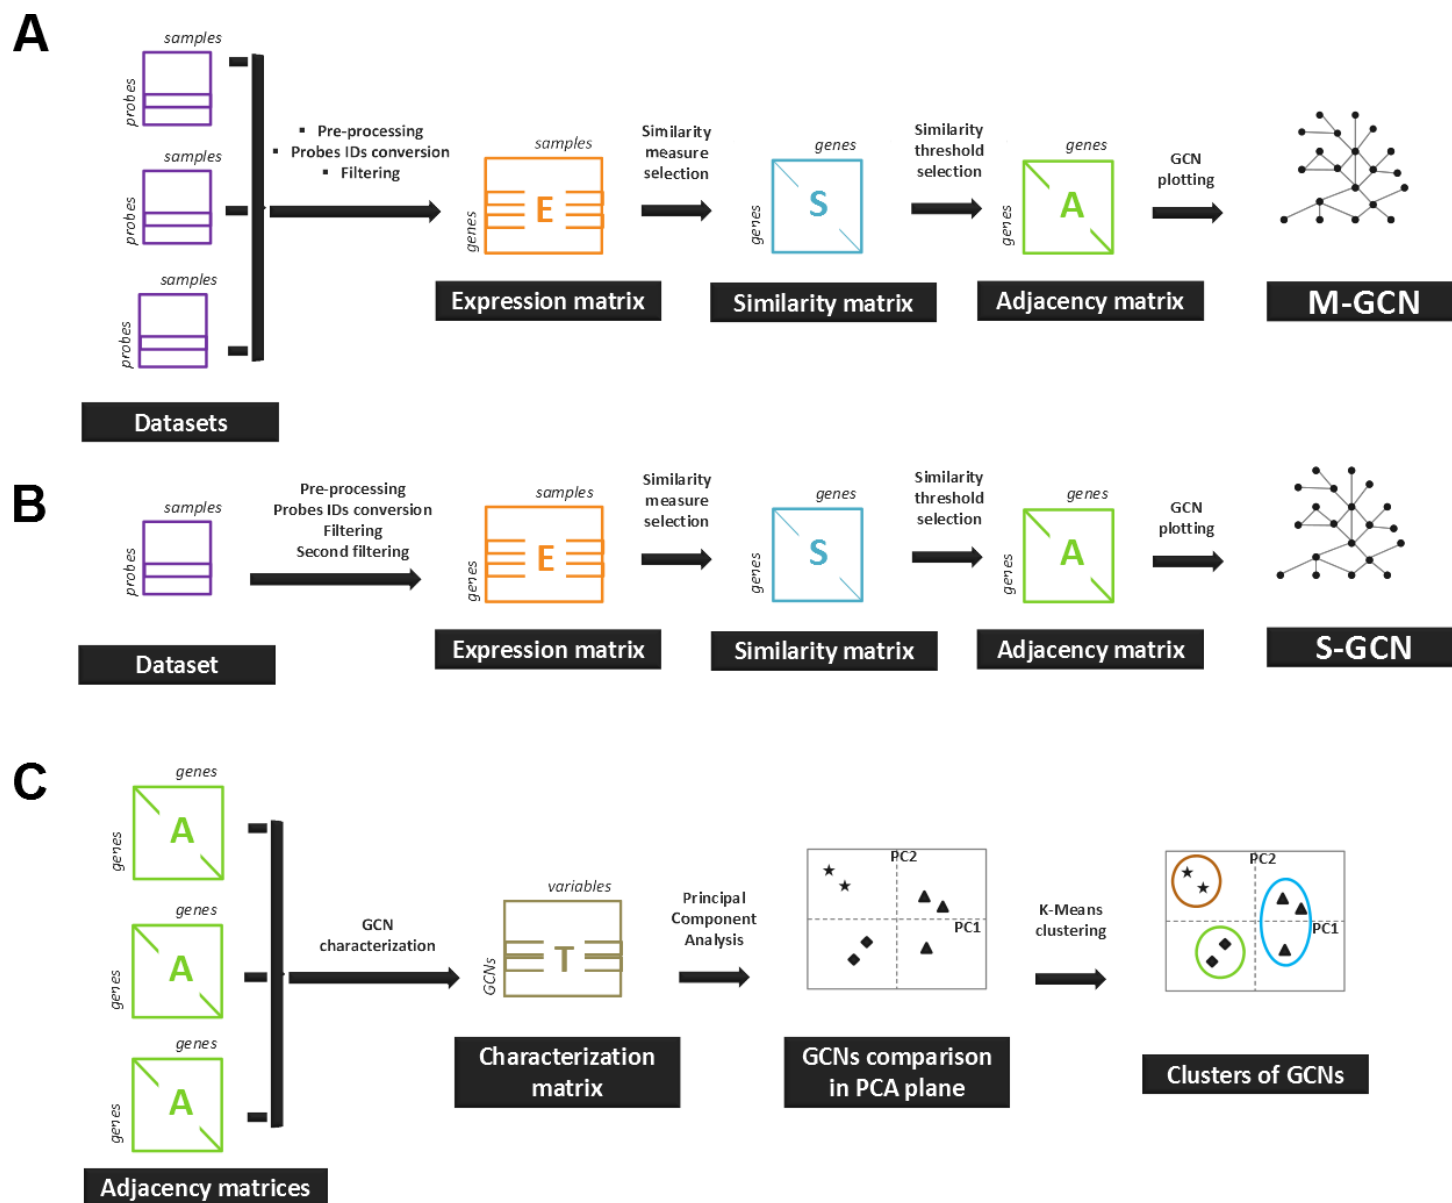 A
samples
probes
samples
probes
samples
probes
Datasets
▪ Pre-processing
▪ Probes IDs conversion
▪ Filtering
samples
genes
E
Expression matrix
Similarity
measure
selection
genes
genes
S
Similarity matrix
Similarity
threshold
selection
genes
genes
A
Adjacency matrix
GCN
plotting
M-GCN
B
samples
probes
Dataset
Pre-processing
Probes IDs conversion
Filtering
Second filtering
samples
genes
E
Expression matrix
Similarity
measure
selection
genes
genes
S
Similarity matrix
Similarity
threshold
selection
genes
genes
A
Adjacency matrix
GCN
plotting
S-GCN
C
genes
genes
A
genes
genes
A
genes
genes
A
Adjacency matrices
GCN
characterization
variables
GCNs
T
Characterization
matrix
Principal
Component
Analysis
PC2
PC1
GCNs comparison
in PCA plane
K-Means
clustering
PC2
PC1
Clusters of GCNs